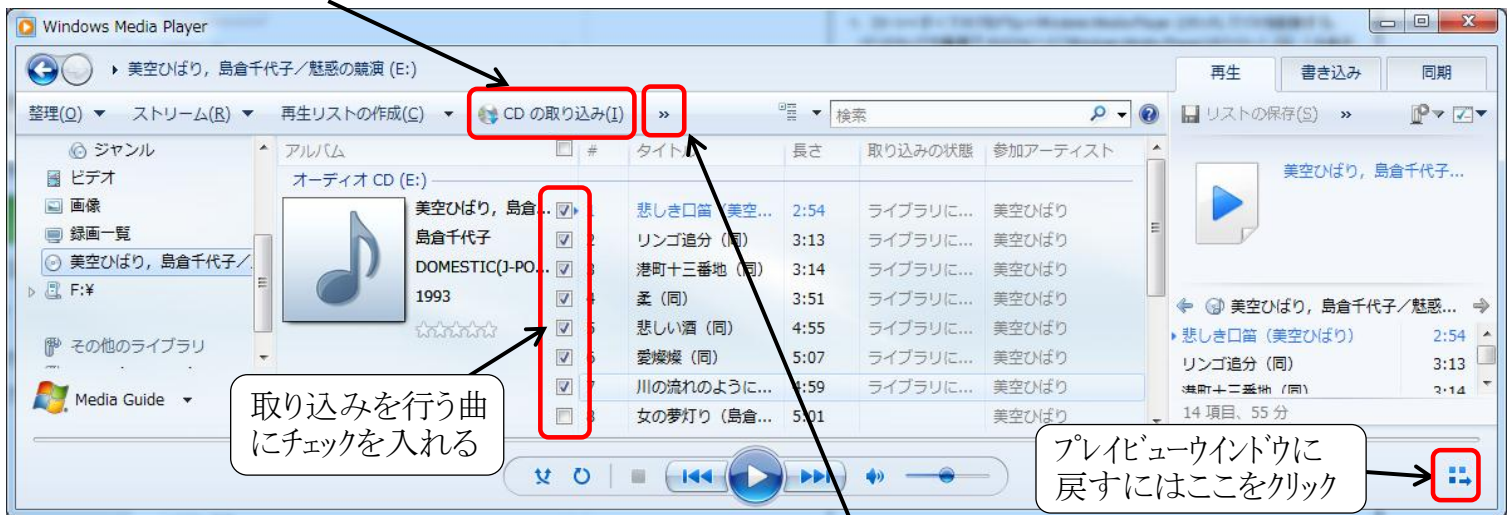 Windows Media Player
美空ひばり，島倉千代子／魅惑の競演 (E:)
再生 書き込み 同期
整理(O) ストリーム(R) 再生リストの作成(C) CD の取り込み(I) » 検索 リストの保存(S) »
ジャンル
ビデオ
画像
録画一覧
美空ひばり，島倉千代子／
F:¥
その他のライブラリ
Media Guide
アルバム # タイトル 長さ 取り込みの状態 参加アーティスト
オーディオ CD (E:)
美空ひばり，島倉...
島倉千代子
DOMESTIC(J-PO...
1993
1 悲しき口笛（美空... 2:54 ライブラリに... 美空ひばり
2 リンゴ追分（同） 3:13 ライブラリに... 美空ひばり
3 港町十三番地（同） 3:14 ライブラリに... 美空ひばり
4 柔（同） 3:51 ライブラリに... 美空ひばり
5 悲しい酒（同） 4:55 ライブラリに... 美空ひばり
6 愛燦燦（同） 5:07 ライブラリに... 美空ひばり
7 川の流れのように... 4:59 ライブラリに... 美空ひばり
8 女の夢灯り（島倉... 5:01 美空ひばり
美空ひばり，島倉千代子...
美空ひばり，島倉千代子／魅惑...
悲しき口笛（美空ひばり） 2:54
リンゴ追分（同） 3:13
港町十三番地（同） 3:14
14 項目、55 分
取り込みを行う曲
にチェックを入れる
プレイビューウインドウに
戻すにはここをクリック